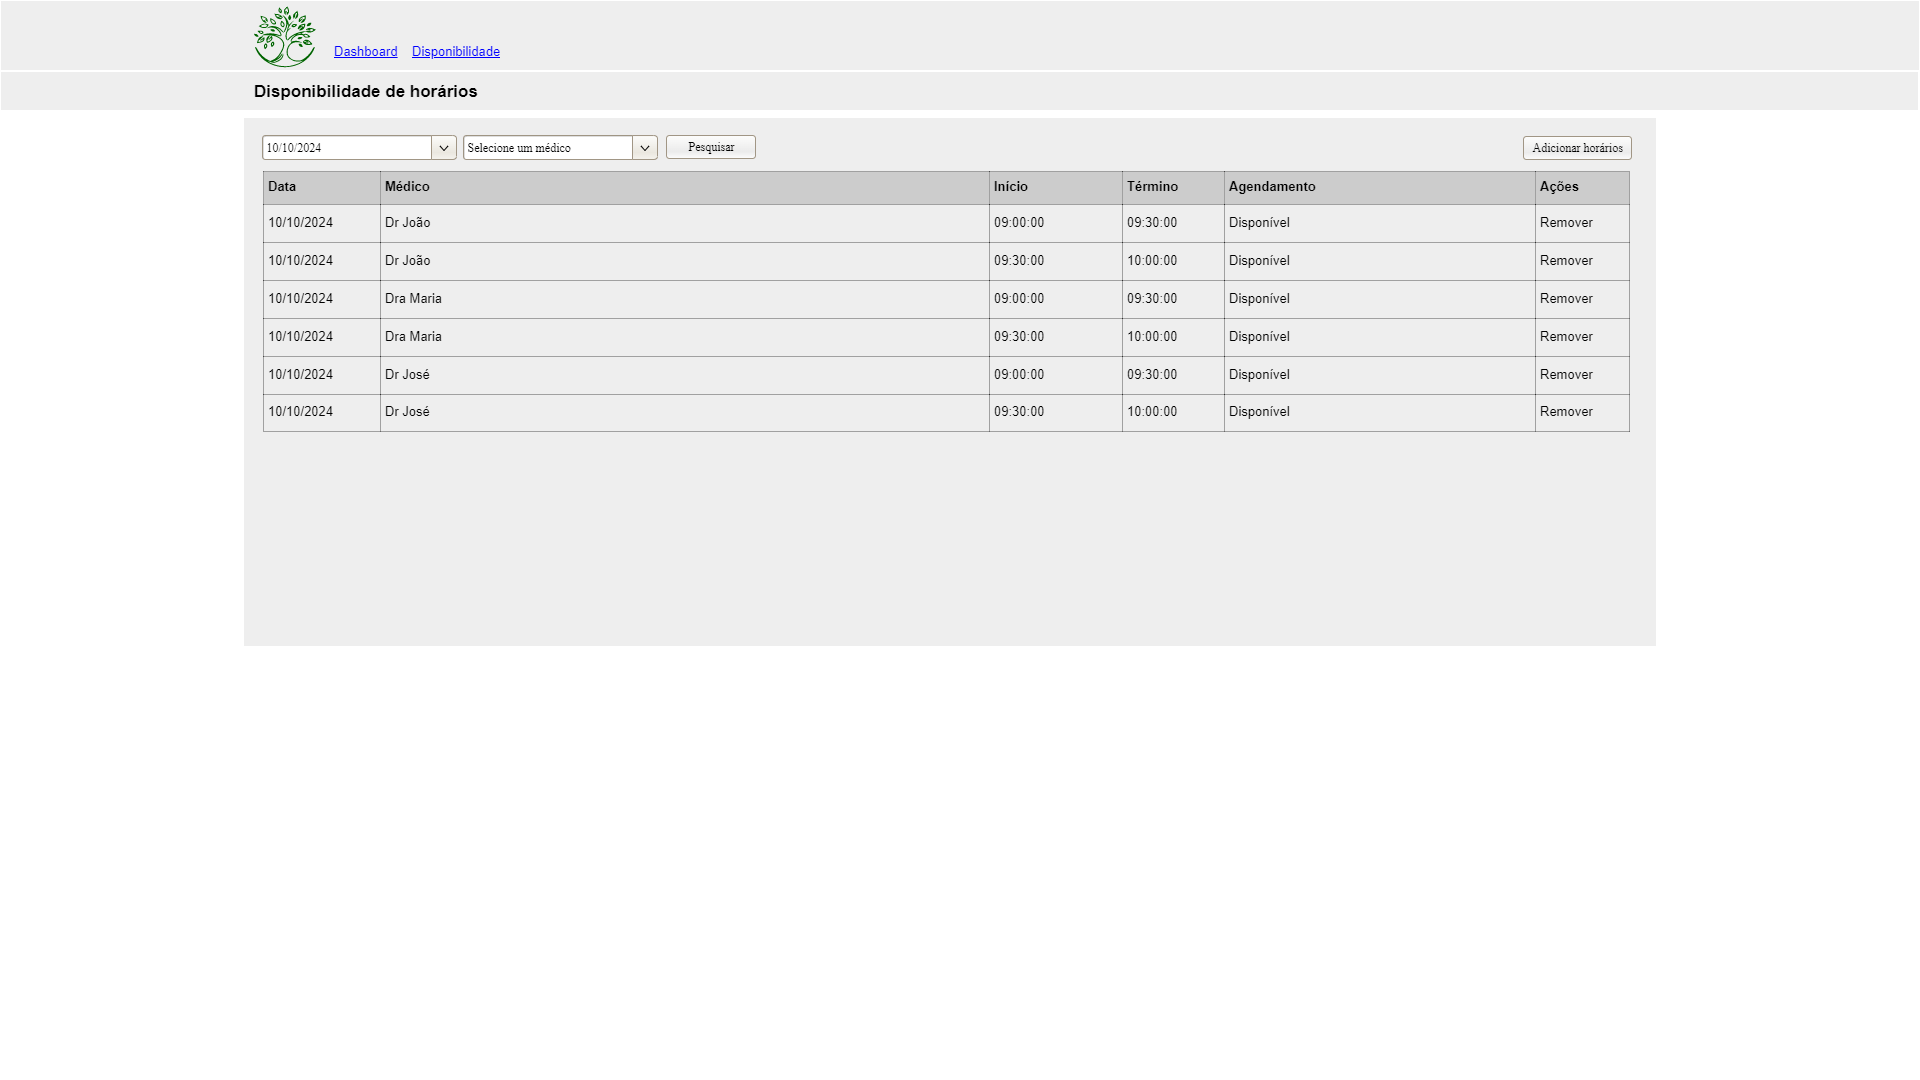 Dashboard Disponibilidade
Disponibilidade de horários
10/10/2024 Selecione um médico Pesquisar Adicionar horários
Data Médico Início Término Agendamento Ações
10/10/2024 Dr João 09:00:00 09:30:00 Disponível Remover
10/10/2024 Dr João 09:30:00 10:00:00 Disponível Remover
10/10/2024 Dra Maria 09:00:00 09:30:00 Disponível Remover
10/10/2024 Dra Maria 09:30:00 10:00:00 Disponível Remover
10/10/2024 Dr José 09:00:00 09:30:00 Disponível Remover
10/10/2024 Dr José 09:30:00 10:00:00 Disponível Remover